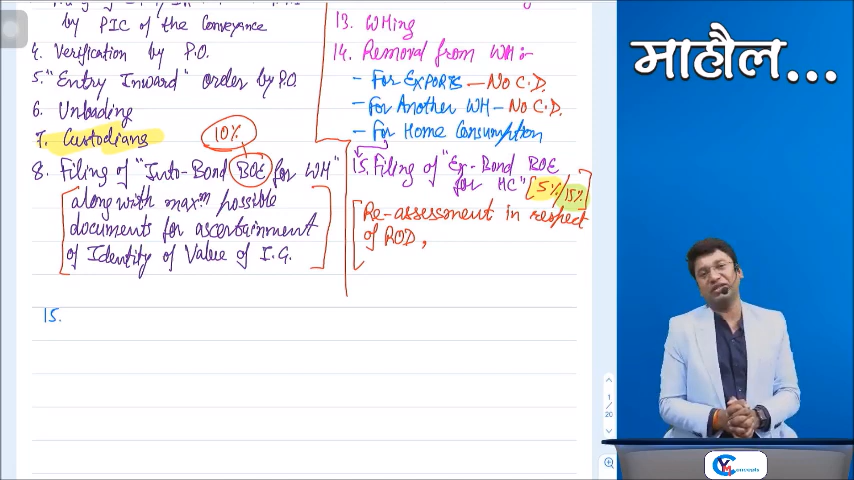 by PIC of the Conveyance
4. Verification by P.O.
5. "Entry Inward" order by P.O.
6. Unloading
7. Custodians
10%
8. Filing of "Into-Bond BOE for WH"
along with max^m possible
documents for ascertainment
of Identity of Value of I.G.
15.
13. WHing
14. Removal from WH :-
- For Exports - No C.D.
- For Another WH - No C.D.
- For Home Consumption
15. Filing of "Ex-Bond BOE
for HC" [5%/15%]
Re-assessment in respect
of ROD,
माहौल...
1
/
20
Concepts